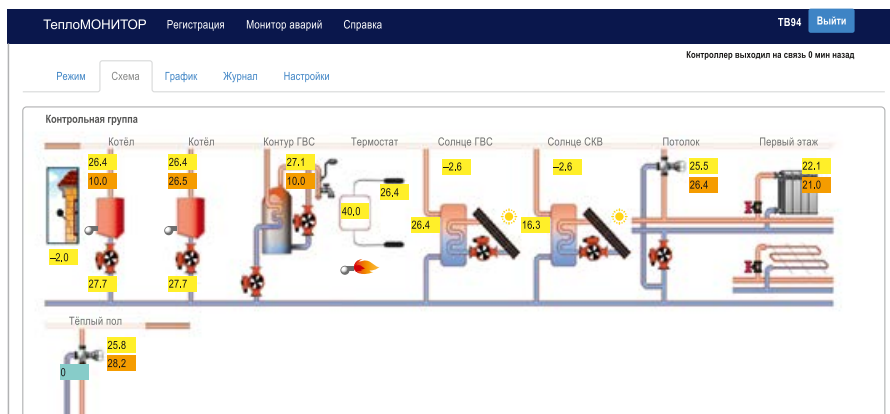 ТеплоМОНИТОР Регистрация Монитор аварий Справка ТВ94 Выйти
Контроллер выходил на связь 0 мин назад
Режим Схема График Журнал Настройки
Контрольная группа
Котёл Котёл Контур ГВС Термостат Солнце ГВС Солнце СКВ Потолок Первый этаж
26.4 26.4 27.1 –2,6 –2,6 25,5 22.1
10.0 26.5 10.0 26,4 26,4 21.0
40,0 26.4 16.3
–2,0
27.7 27.7
Тёплый пол
25.8
28,2
0